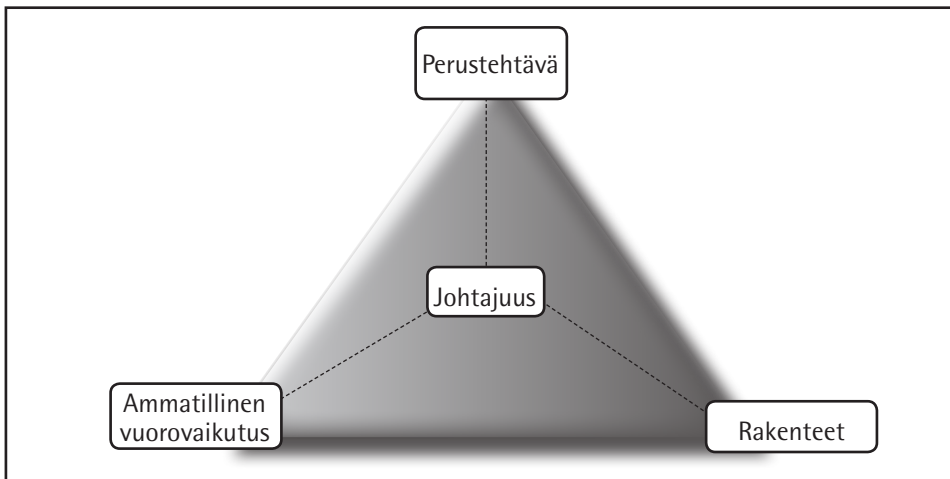 Perustehtävä
Johtajuus
Ammatillinen
vuorovaikutus
Rakenteet